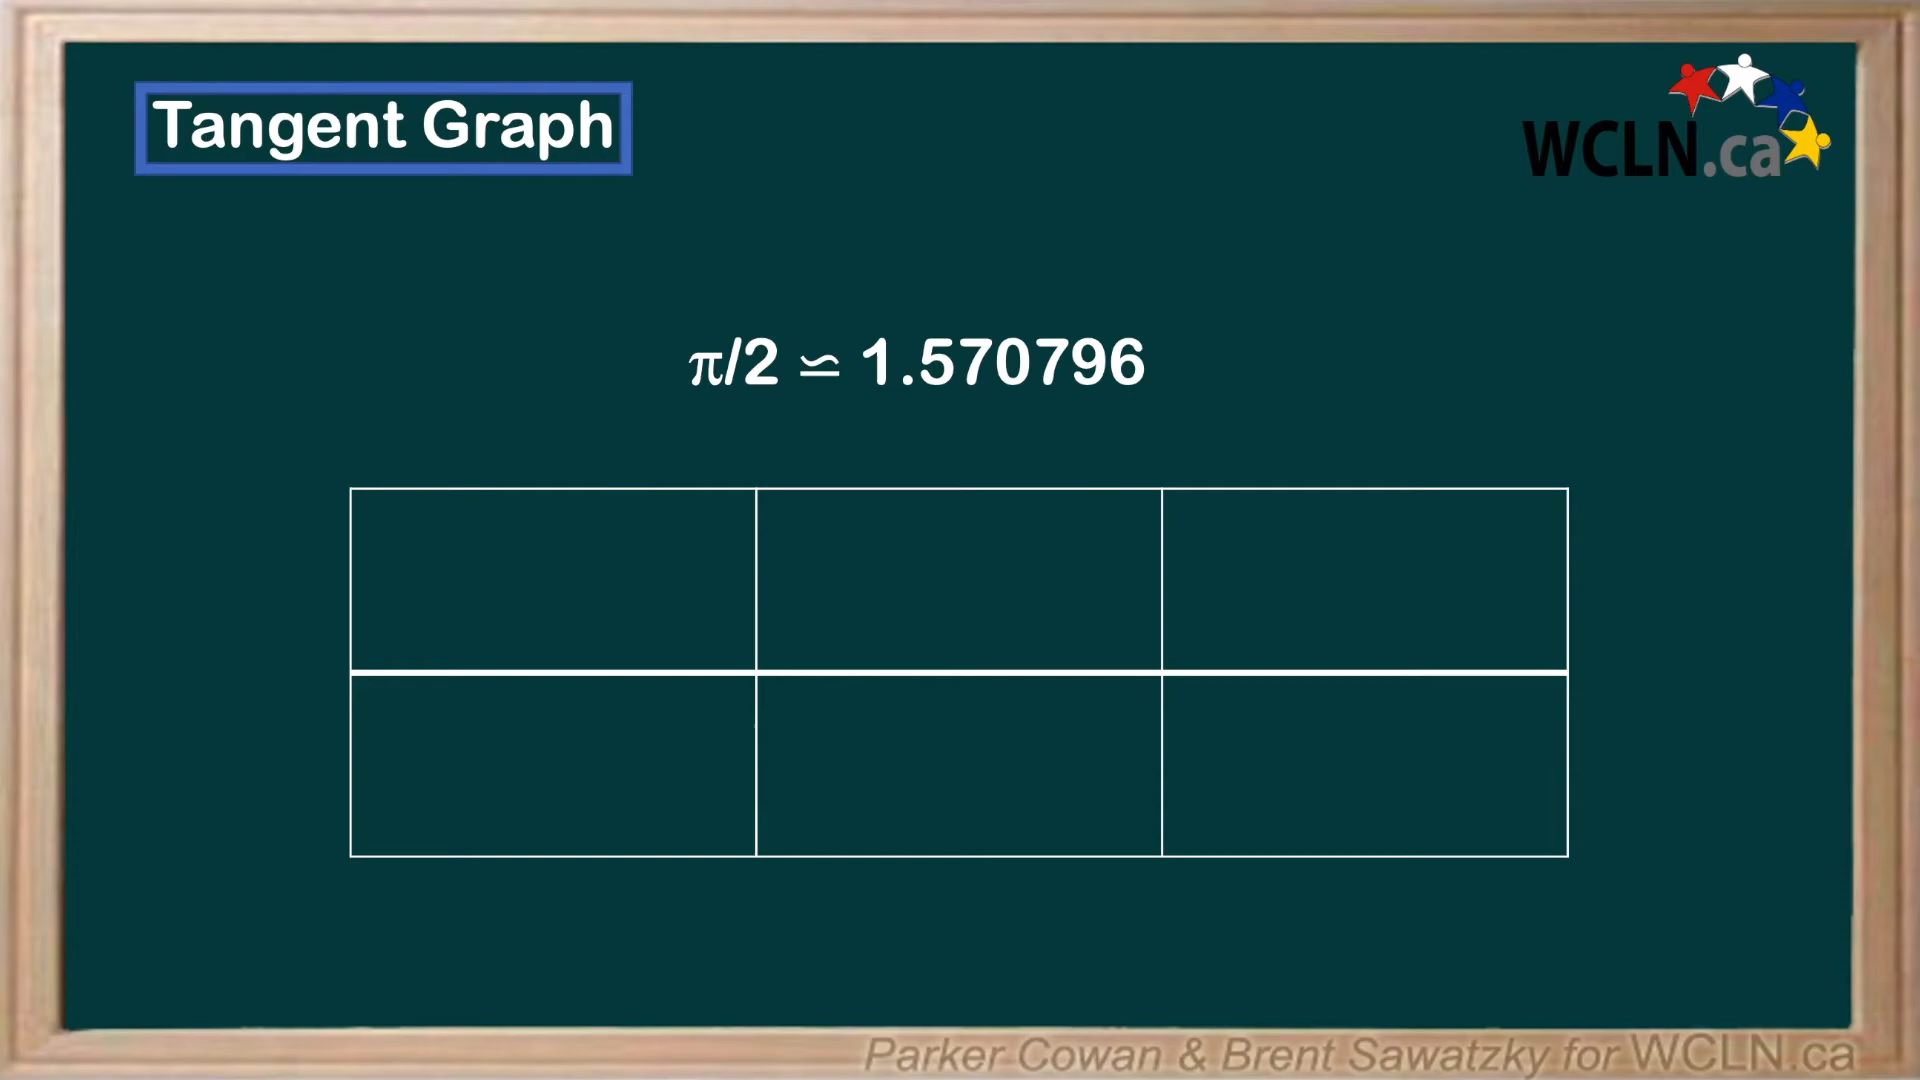 Tangent Graph
WCLN.ca
π/2 ≌ 1.570796
Parker Cowan & Brent Sawatzky for WCLN.ca